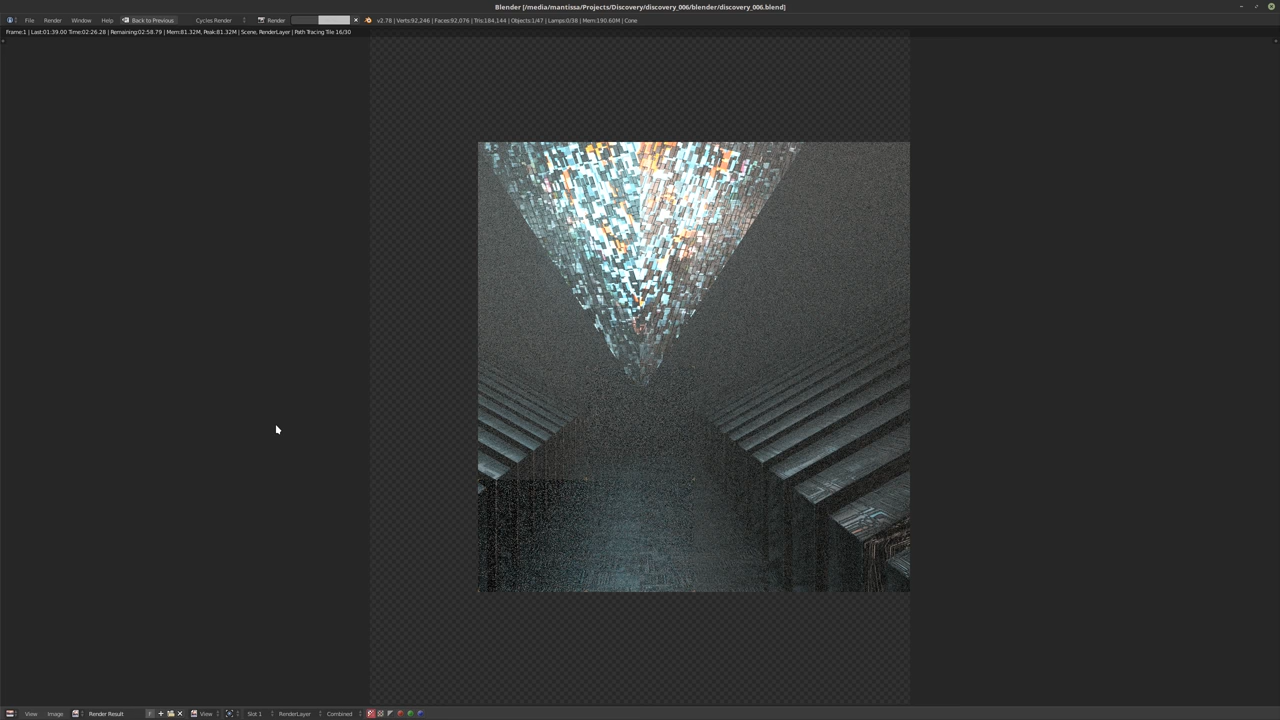 Blender [/media/mantissa/Projects/Discovery/discovery_006/blender/discovery_006.blend]
File Render Window Help Back to Previous Cycles Render Render v2.78 | Verts:92,246 | Faces:92,076 | Tris:184,144 | Objects:1/47 | Lamps:0/38 | Mem:190.60M | Cone
Frame:1 | Last:01:39.00 Time:02:26.28 | Remaining:02:58.79 | Mem:81.32M, Peak:81.32M | Scene, RenderLayer | Path Tracing Tile 16/30
View Image Render Result F View Slot 1 RenderLayer Combined